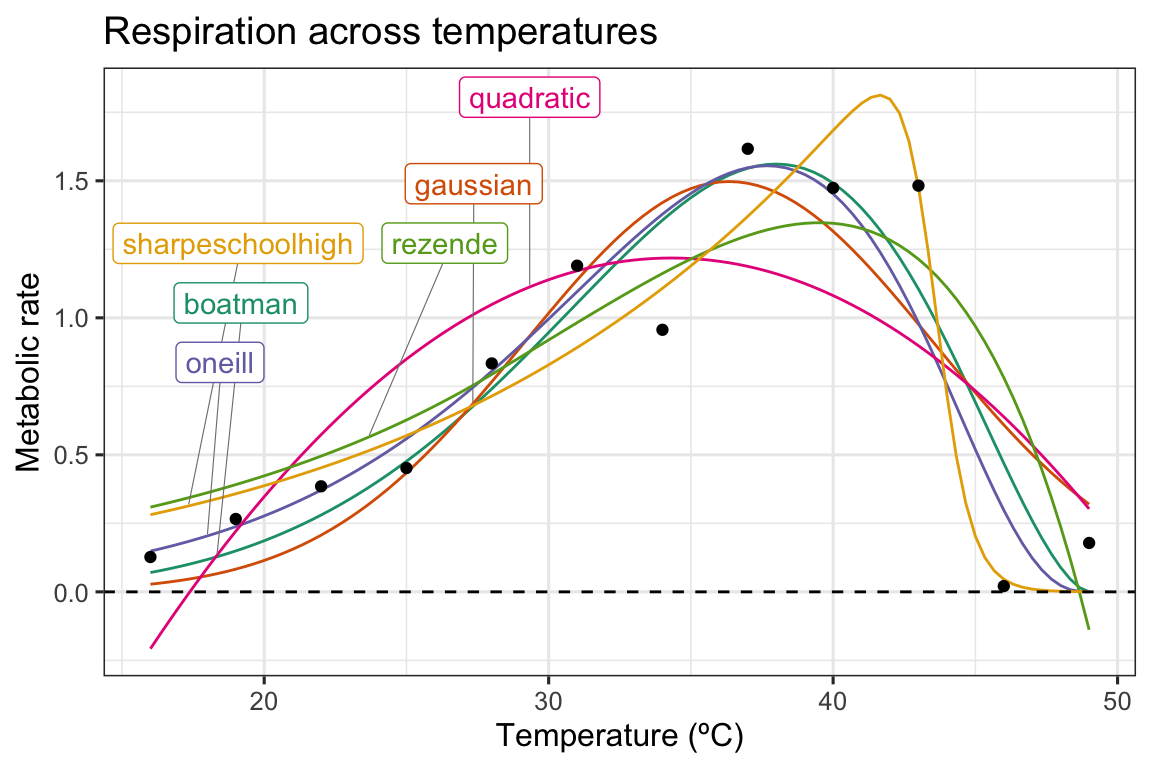 Respiration across temperatures
quadratic
gaussian
sharpeschoolhigh
rezende
boatman
oneill
Metabolic rate
1.5
1.0
0.5
0.0
20
30
40
50
Temperature (ºC)